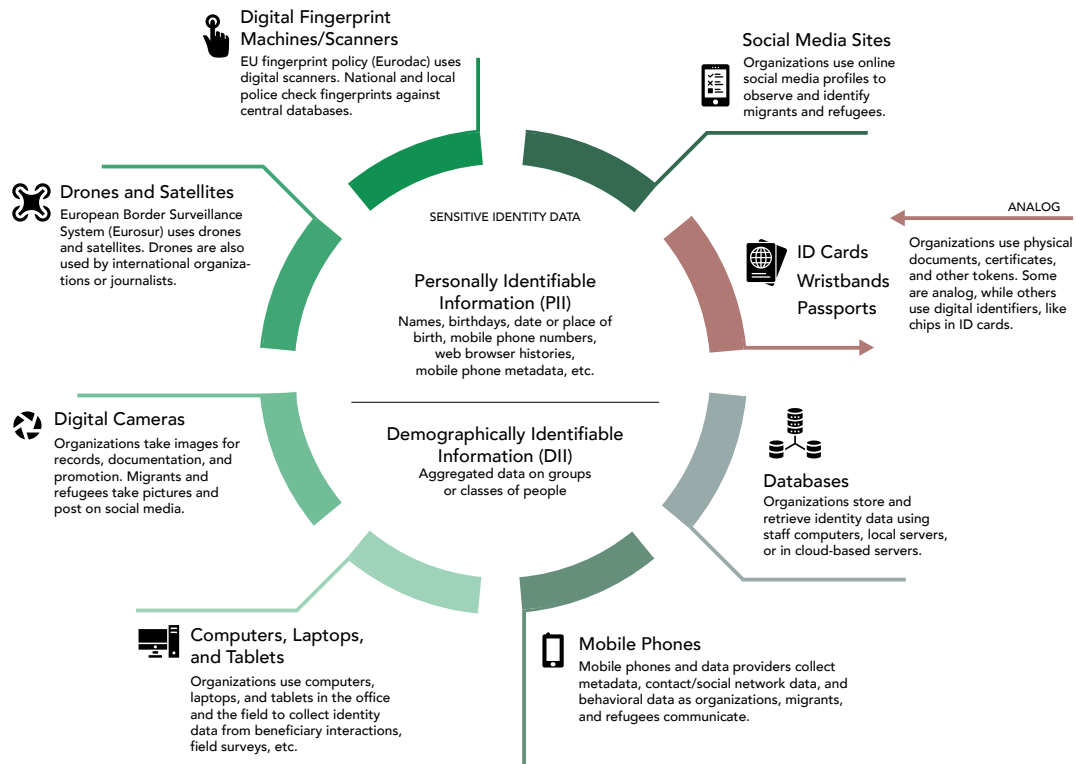 Digital Fingerprint
Machines/Scanners
EU fingerprint policy (Eurodac) uses
digital scanners. National and local
police check fingerprints against
central databases.
Social Media Sites
Organizations use online
social media profiles to
observe and identify
migrants and refugees.
Drones and Satellites
European Border Surveillance
System (Eurosur) uses drones
and satellites. Drones are also
used by international organiza-
tions or journalists.
SENSITIVE IDENTITY DATA
Personally Identifiable
Information (PII)
Names, birthdays, date or place of
birth, mobile phone numbers,
web browser histories,
mobile phone metadata, etc.
ANALOG
ID Cards
Wristbands
Passports
Organizations use physical
documents, certificates,
and other tokens. Some
are analog, while others
use digital identifiers, like
chips in ID cards.
Digital Cameras
Organizations take images for
records, documentation, and
promotion. Migrants and
refugees take pictures and
post on social media.
Demographically Identifiable
Information (DII)
Aggregated data on groups
or classes of people
Databases
Organizations store and
retrieve identity data using
staff computers, local servers,
or in cloud-based servers.
Computers, Laptops,
and Tablets
Organizations use computers,
laptops, and tablets in the office
and the field to collect identity
data from beneficiary interactions,
field surveys, etc.
Mobile Phones
Mobile phones and data providers collect
metadata, contact/social network data, and
behavioral data as organizations, migrants,
and refugees communicate.